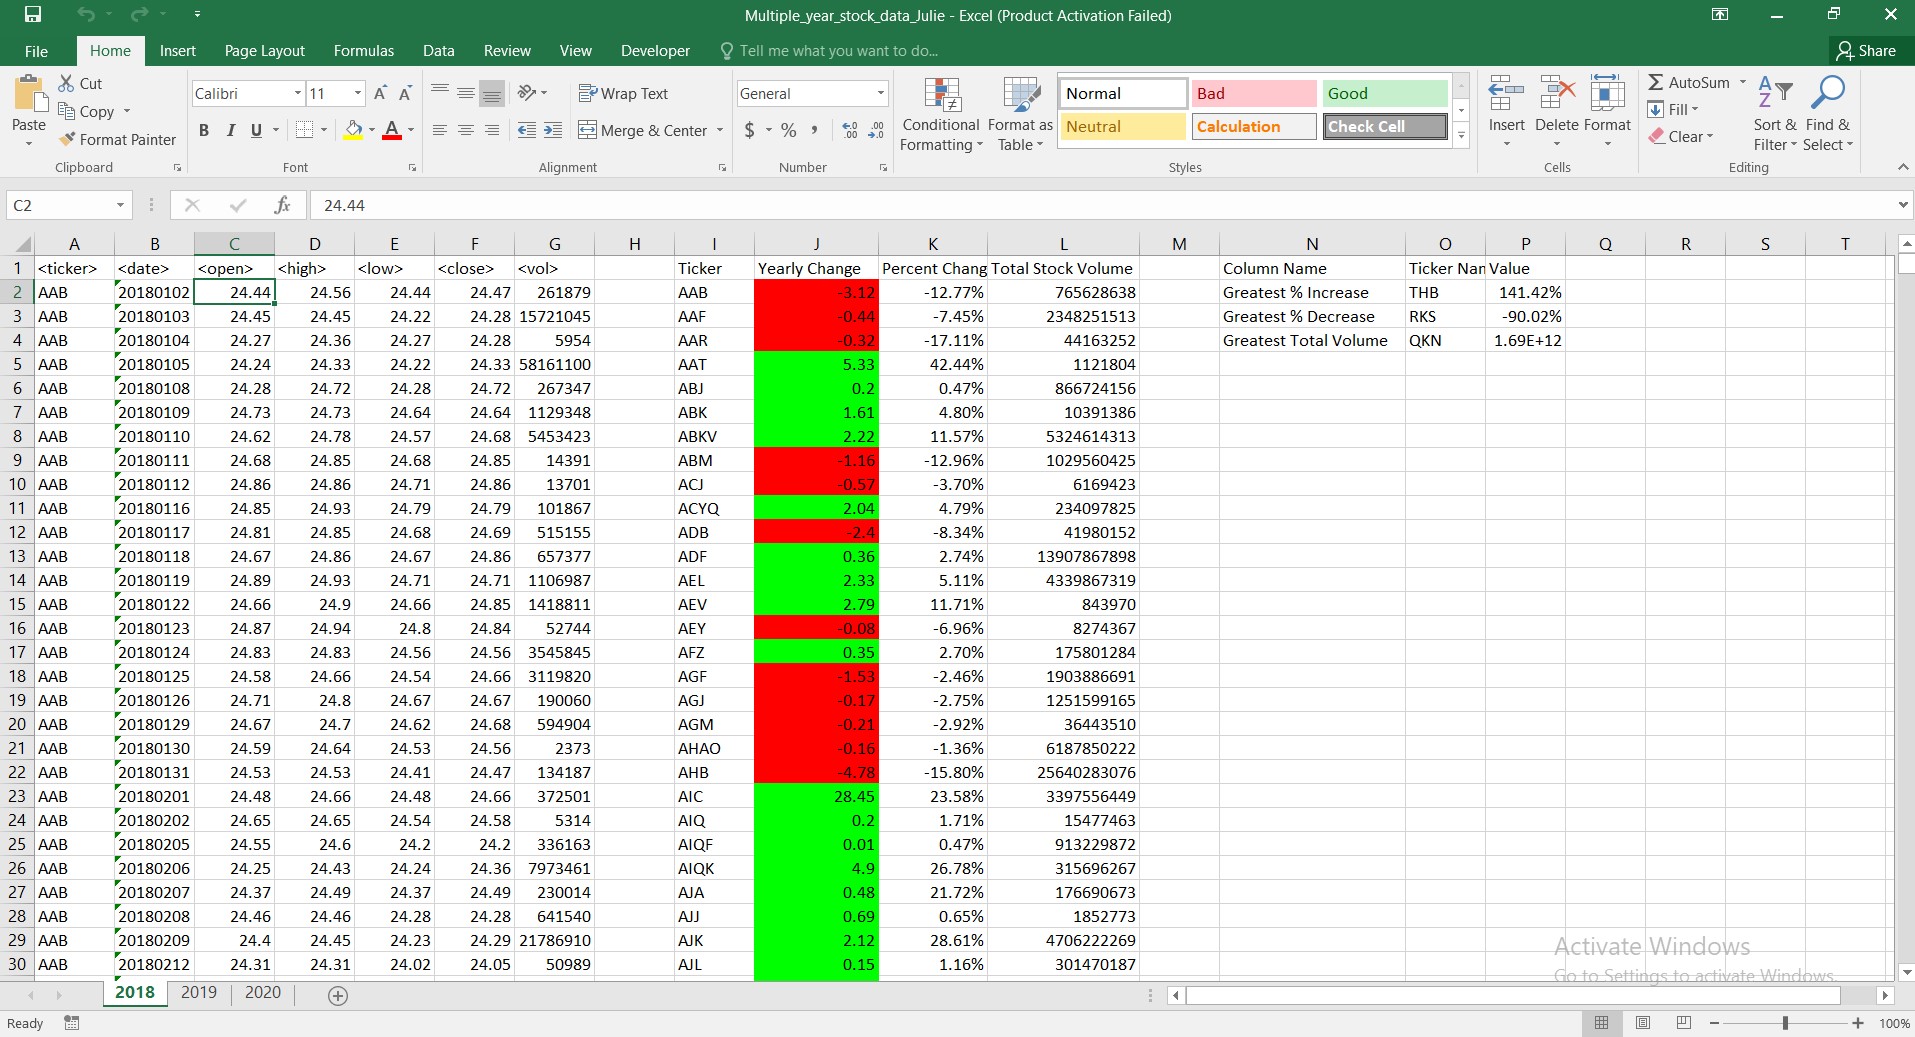 Multiple_year_stock_data_Julie - Excel (Product Activation Failed)
File Home Insert Page Layout Formulas Data Review View Developer Tell me what you want to do... Share
Cut Calibri 11 A A Wrap Text General Normal Bad Good AutoSum
Copy Fill
Paste Format Painter B I U A Merge & Center $ % , Conditional Formatting Format as Table Neutral Calculation Check Cell Insert Delete Format Clear Sort & Filter Find & Select
Clipboard Font Alignment Number Styles Cells Editing
C2 fx 24.44
A B C D E F G H I J K L M N O P Q R S T
1 <ticker> <date> <open> <high> <low> <close> <vol> Ticker Yearly Change Percent Chang Total Stock Volume Column Name Ticker Nar Value
2 AAB 20180102 24.44 24.56 24.44 24.47 261879 AAB -3.12 -12.77% 765628638 Greatest % Increase THB 141.42%
3 AAB 20180103 24.45 24.45 24.22 24.28 15721045 AAF -0.44 -7.45% 2348251513 Greatest % Decrease RKS -90.02%
4 AAB 20180104 24.27 24.36 24.27 24.28 5954 AAR -0.32 -17.11% 44163252 Greatest Total Volume QKN 1.69E+12
5 AAB 20180105 24.24 24.33 24.22 24.33 58161100 AAT 5.33 42.44% 1121804
6 AAB 20180108 24.28 24.72 24.28 24.72 267347 ABJ 0.2 0.47% 866724156
7 AAB 20180109 24.73 24.73 24.64 24.64 1129348 ABK 1.61 4.80% 10391386
8 AAB 20180110 24.62 24.78 24.57 24.68 5453423 ABKV 2.22 11.57% 5324614313
9 AAB 20180111 24.68 24.85 24.68 24.85 14391 ABM -1.16 -12.96% 1029560425
10 AAB 20180112 24.86 24.86 24.71 24.86 13701 ACJ -0.57 -3.70% 6169423
11 AAB 20180116 24.85 24.93 24.79 24.79 101867 ACYQ 2.04 4.79% 234097825
12 AAB 20180117 24.81 24.85 24.68 24.69 515155 ADB -2.4 -8.34% 41980152
13 AAB 20180118 24.67 24.86 24.67 24.86 657377 ADF 0.36 2.74% 13907867898
14 AAB 20180119 24.89 24.93 24.71 24.71 1106987 AEL 2.33 5.11% 4339867319
15 AAB 20180122 24.66 24.9 24.66 24.85 1418811 AEV 2.79 11.71% 843970
16 AAB 20180123 24.87 24.94 24.8 24.84 52744 AEY -0.08 -6.96% 8274367
17 AAB 20180124 24.83 24.83 24.56 24.56 3545845 AFZ 0.35 2.70% 175801284
18 AAB 20180125 24.58 24.66 24.54 24.66 3119820 AGF -1.53 -2.46% 1903886691
19 AAB 20180126 24.71 24.8 24.67 24.67 190060 AGJ -0.17 -2.75% 1251599165
20 AAB 20180129 24.67 24.7 24.62 24.68 594904 AGM -0.21 -2.92% 36443510
21 AAB 20180130 24.59 24.64 24.53 24.56 2373 AHAO -0.16 -1.36% 6187850222
22 AAB 20180131 24.53 24.53 24.41 24.47 134187 AHB -4.78 -15.80% 25640283076
23 AAB 20180201 24.48 24.66 24.48 24.66 372501 AIC 28.45 23.58% 3397556449
24 AAB 20180202 24.65 24.65 24.54 24.58 5314 AIQ 0.2 1.71% 15477463
25 AAB 20180205 24.55 24.6 24.2 24.2 336163 AIQF 0.01 0.47% 913229872
26 AAB 20180206 24.25 24.43 24.24 24.36 7973461 AIQK 4.9 26.78% 315696267
27 AAB 20180207 24.37 24.49 24.37 24.49 230014 AJA 0.48 21.72% 176690673
28 AAB 20180208 24.46 24.46 24.28 24.28 641540 AJJ 0.69 0.65% 1852773
29 AAB 20180209 24.4 24.45 24.23 24.29 21786910 AJK 2.12 28.61% 4706222269
30 AAB 20180212 24.31 24.31 24.02 24.05 50989 AJL 0.15 1.16% 301470187
Activate Windows
Go to Settings to activate Windows.
2018 2019 2020
Ready 100%